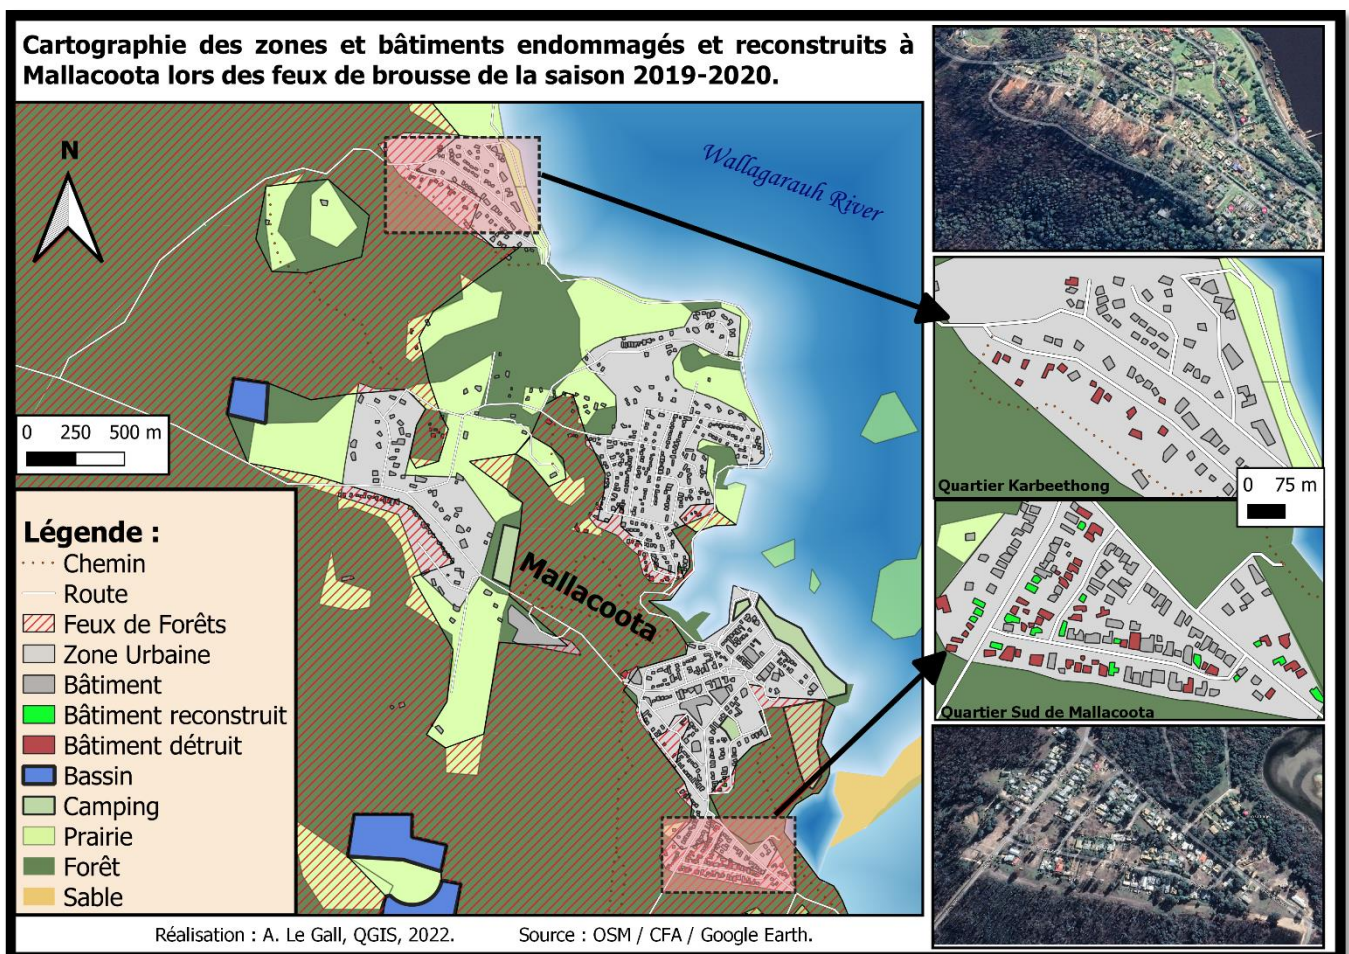 Cartographie des zones et bâtiments endommagés et reconstruits à
Mallacoota lors des feux de brousse de la saison 2019-2020.
N
Wallagarauh River
0 250 500 m
Mallacoota
Légende :
Chemin
Route
Feux de Forêts
Zone Urbaine
Bâtiment
Bâtiment reconstruit
Bâtiment détruit
Bassin
Camping
Prairie
Forêt
Sable
Quartier Karbeethong
0 75 m
Quartier Sud de Mallacoota
Réalisation : A. Le Gall, QGIS, 2022.
Source : OSM / CFA / Google Earth.